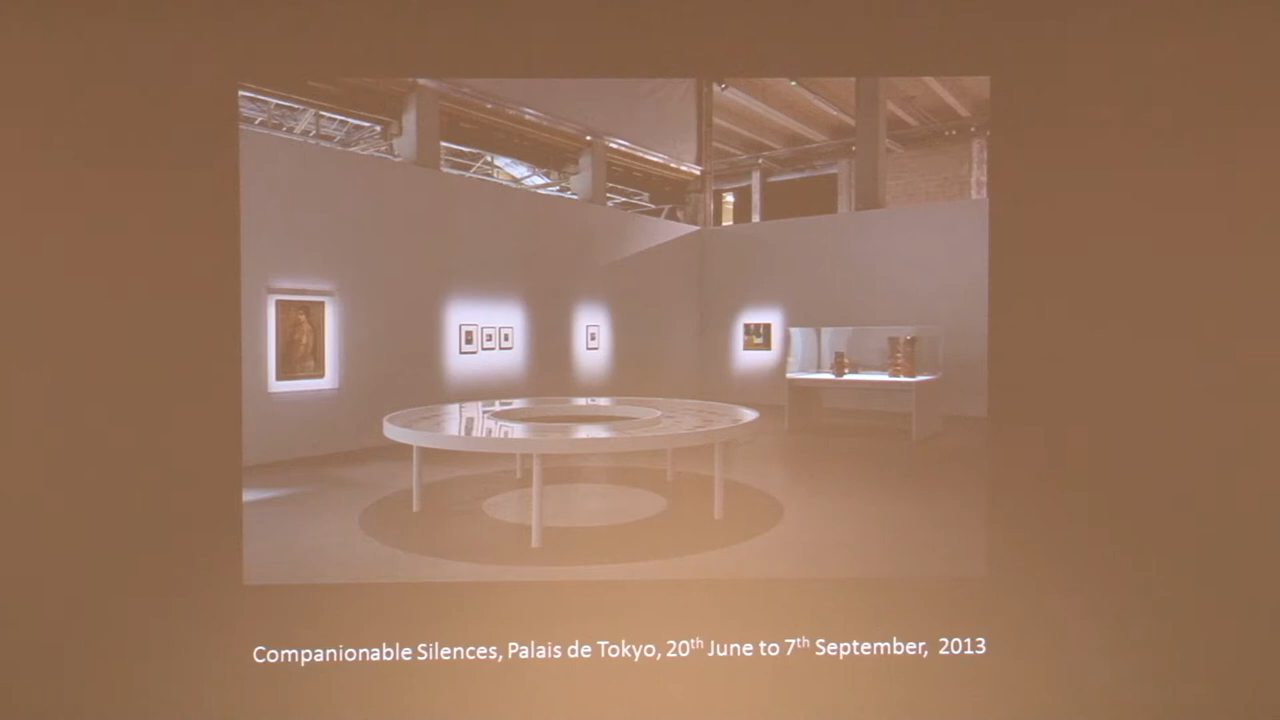 Companionable Silences, Palais de Tokyo, 20th June to 7th September,  2013